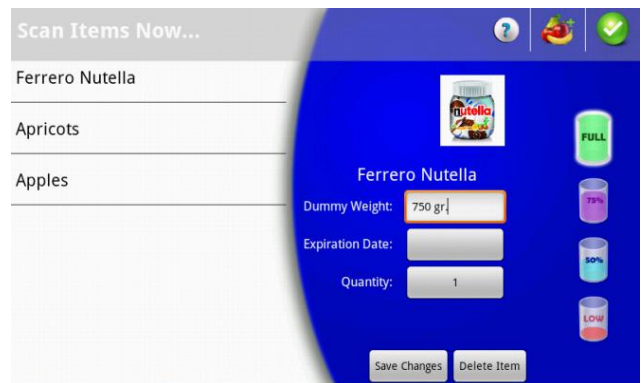 Scan Items Now...
?
Ferrero Nutella
Apricots
Apples
nutella
Ferrero Nutella
Dummy Weight: 750 gr.
Expiration Date:
Quantity: 1
FULL
75%
50%
LOW
Save Changes Delete Item